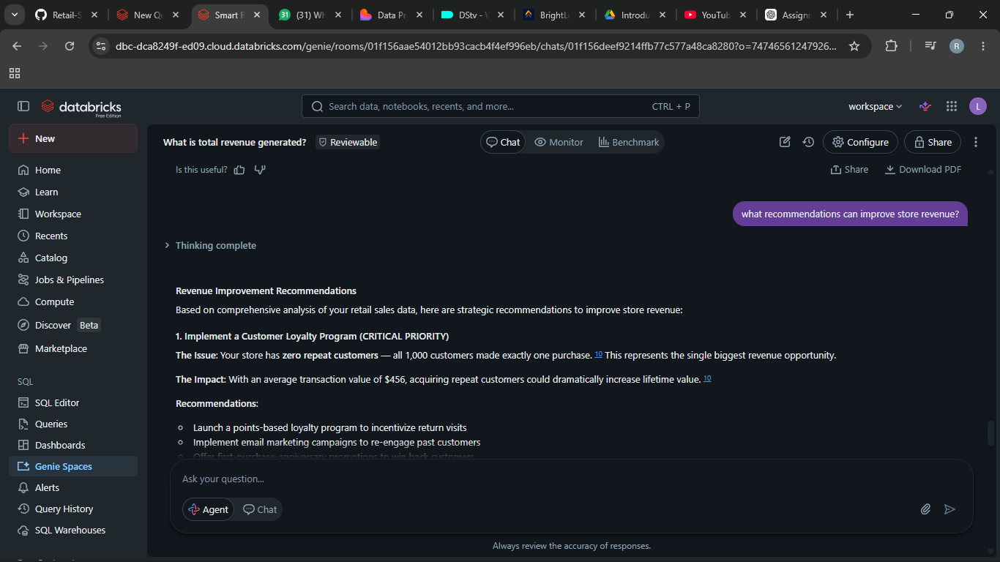 Retail-S
New Q
Smart R
(31) Wh
Data Pr
DStv - 
BrightL
Introdu
YouTub
Assignm
dbc-dca8249f-ed09.cloud.databricks.com/genie/rooms/01f156aae54012bb93cacb4f4ef996eb/chats/01f156deef9214ffb77c577a48ca8280?o=74746561247926...
R
databricks
Free Edition
Search data, notebooks, recents, and more...
CTRL + P
workspace
L
New
Home
Learn
Workspace
Recents
Catalog
Jobs & Pipelines
Compute
Discover Beta
Marketplace
SQL
SQL Editor
Queries
Dashboards
Genie Spaces
Alerts
Query History
SQL Warehouses
What is total revenue generated?
Reviewable
Chat
Monitor
Benchmark
Configure
Share
Is this useful?
Share
Download PDF
what recommendations can improve store revenue?
Thinking complete
Revenue Improvement Recommendations
Based on comprehensive analysis of your retail sales data, here are strategic recommendations to improve store revenue:
1. Implement a Customer Loyalty Program (CRITICAL PRIORITY)
The Issue: Your store has zero repeat customers — all 1,000 customers made exactly one purchase. 10 This represents the single biggest revenue opportunity.
The Impact: With an average transaction value of $456, acquiring repeat customers could dramatically increase lifetime value. 10
Recommendations:
Launch a points-based loyalty program to incentivize return visits
Implement email marketing campaigns to re-engage past customers
Offer first-purchase-anniversary promotions to win back customers
Ask your question...
Agent
Chat
Always review the accuracy of responses.